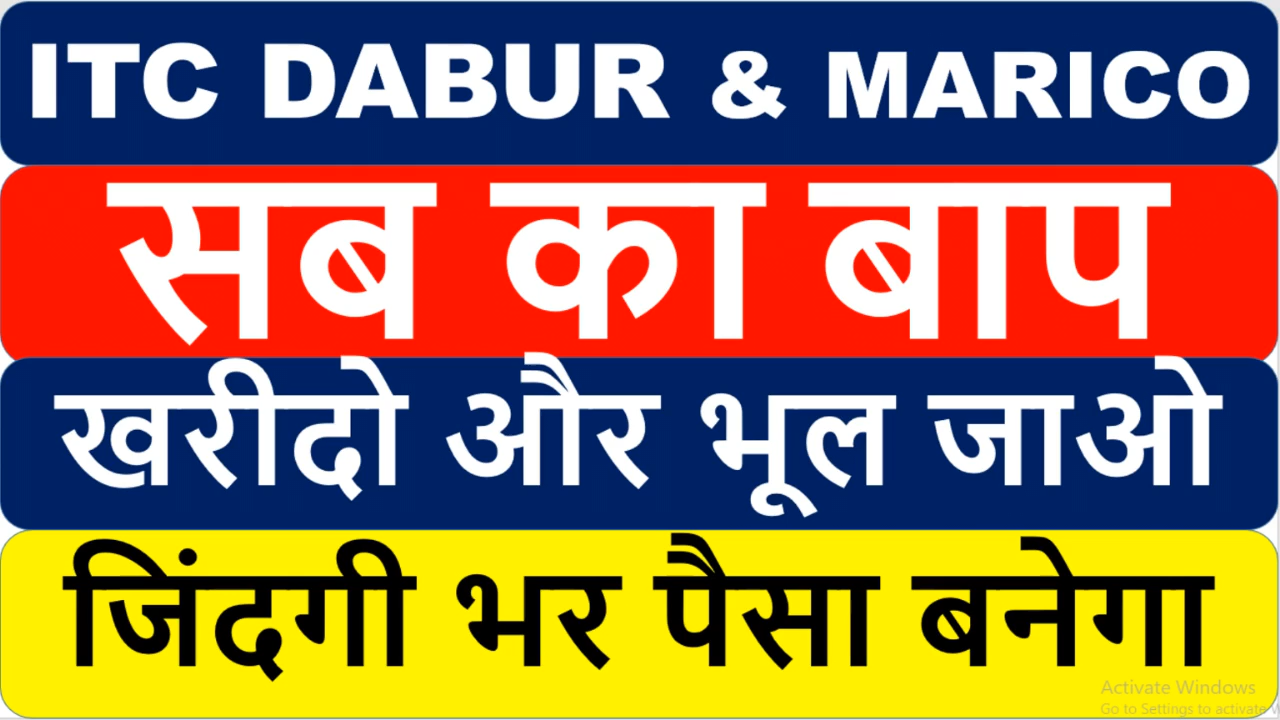 ITC DABUR & MARICO
सब का बाप
खरीदो और भूल जाओ
जिंदगी भर पैसा बनेगा
Activate Windows
Go to Settings to activate